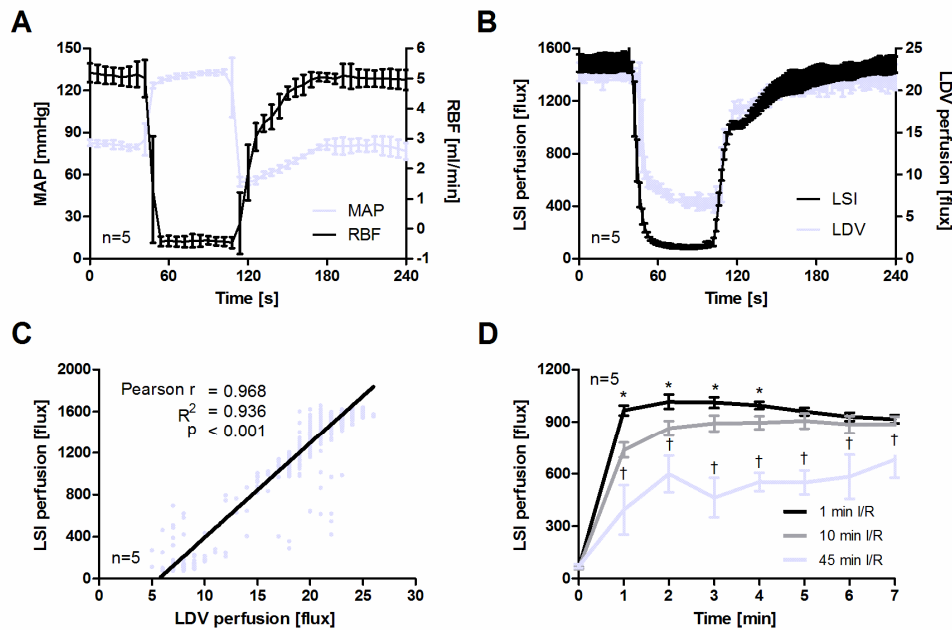 A
MAP [mmHg]
150
120
90
60
30
0
6
5
4
3
2
1
0
-1
RBF [ml/min]
MAP
RBF
n=5
0 60 120 180 240
Time [s]
B
LSI perfusion [flux]
1600
1200
800
400
0
25
20
15
10
5
0
LDV perfusion [flux]
LSI
LDV
n=5
0 60 120 180 240
Time [s]
C
LSI perfusion [flux]
2000
1600
1200
800
400
0
Pearson r = 0.968
R2 = 0.936
p < 0.001
n=5
0 5 10 15 20 25 30
LDV perfusion [flux]
D
LSI perfusion [flux]
1200
900
600
300
0
n=5
* * * *
† † † † † † †
1 min I/R
10 min I/R
45 min I/R
0 1 2 3 4 5 6 7
Time [min]